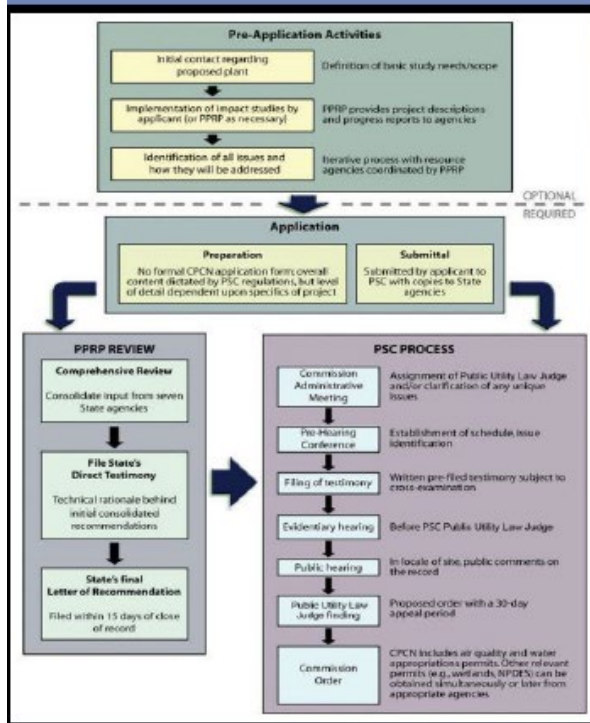 Pre-Application Activities
Initial contact regarding
proposed plant
Definition of basic study needs/scope
Implementation of impact studies by
applicant (or PPRP as necessary)
PPRP provides project descriptions
and progress reports to agencies
Identification of all issues and
how they will be addressed
Iterative process with resource
agencies coordinated by PPRP
OPTIONAL
REQUIRED
Application
Preparation
No formal CPCN application form; overall
content dictated by PSC regulations, but level
of detail dependent upon specifics of project
Submittal
Submitted by applicant to
PSC with copies to State
agencies
PPRP REVIEW
Comprehensive Review
Consolidate input from seven
State agencies
File State's
Direct Testimony
Technical rationale behind
initial consolidated
recommendations
State's final
Letter of Recommendation
Filed within 15 days of close
of record
PSC PROCESS
Commission
Administrative
Meeting
Assignment of Public Utility Law Judge
and/or clarification of any unique
issues
Pre-Hearing
Conference
Establishment of schedule, issue
identification
Filing of testimony
Written pre-filed testimony subject to
cross-examination
Evidentiary hearing
Before PSC Public Utility Law Judge
Public hearing
In locale of site, public comments on
the record
Public Utility Law
Judge finding
Proposed order with a 30-day
appeal period
Commission
Order
CPCN includes air quality and water
appropriations permits. Other relevant
permits (e.g., wetlands, NPDES) can be
obtained simultaneously or later from
appropriate agencies